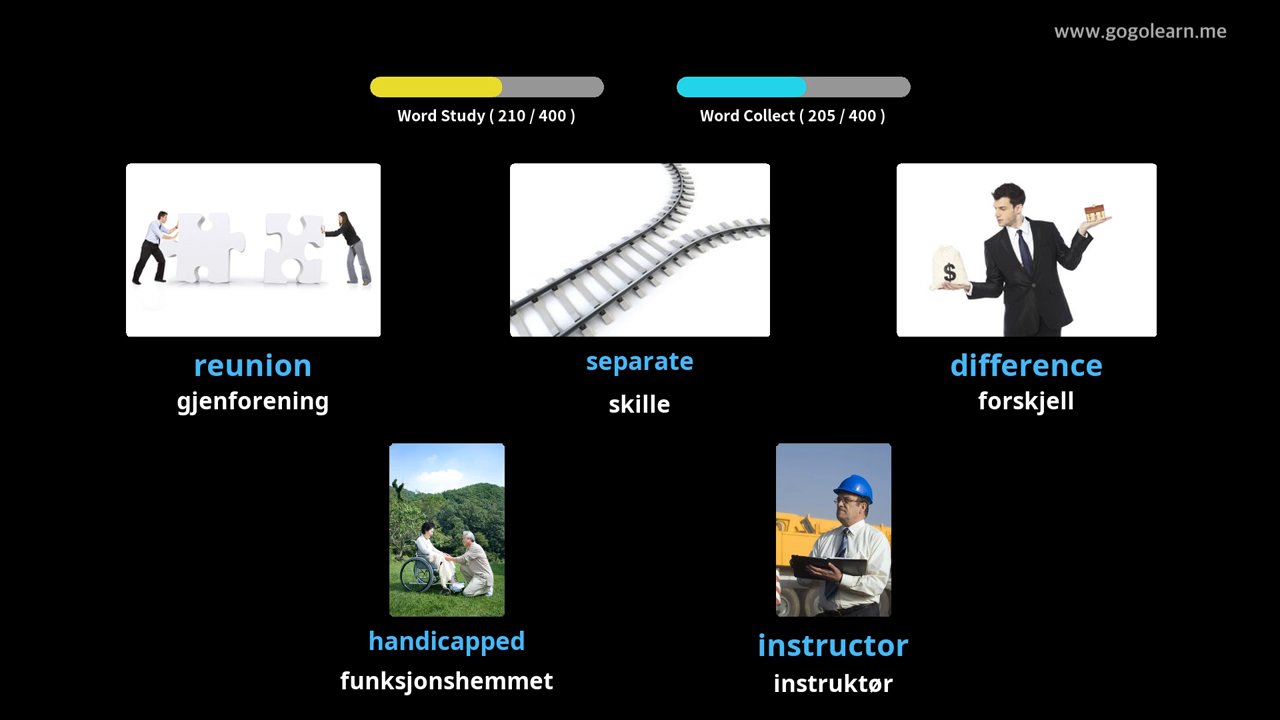 www.gogolearn.me
Word Study ( 210 / 400 )
Word Collect ( 205 / 400 )
reunion
gjenforening
separate
skille
difference
forskjell
$
handicapped
funksjonshemmet
instructor
instruktør